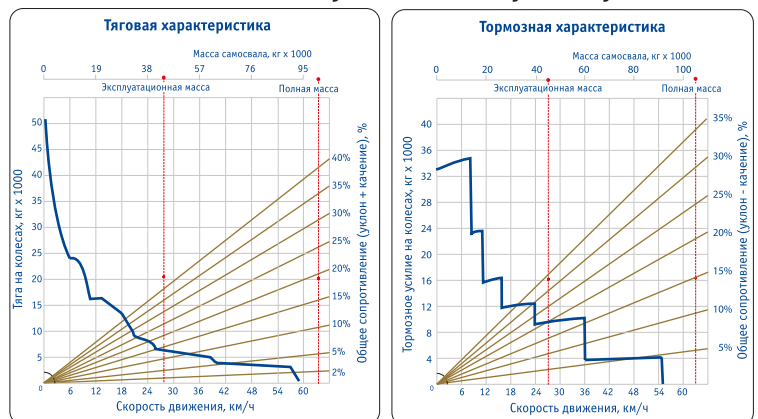 Тяговая характеристика
Масса самосвала, кг x 1000
0 19 38 57 76 95
Эксплуатационная масса
Полная масса
50
45
40
35
30
25
20
15
10
5
0
Тяга на колесах, кг x 1000
40%
35%
30%
25%
20%
15%
10%
5%
2%
Общее сопротивление (уклон + качение), %
6 12 18 24 30 36 42 48 54 60
Скорость движения, км/ч
Тормозная характеристика
Масса самосвала, кг x 1000
0 20 40 60 80 100
Эксплуатационная масса
Полная масса
40
36
32
28
24
20
16
12
8
4
0
Тормозное усилие на колесах, кг x 1000
35%
30%
25%
20%
15%
10%
5%
Общее сопротивление (уклон - качение), %
6 12 18 24 36 42 48 54 60
Скорость движения, км/ч